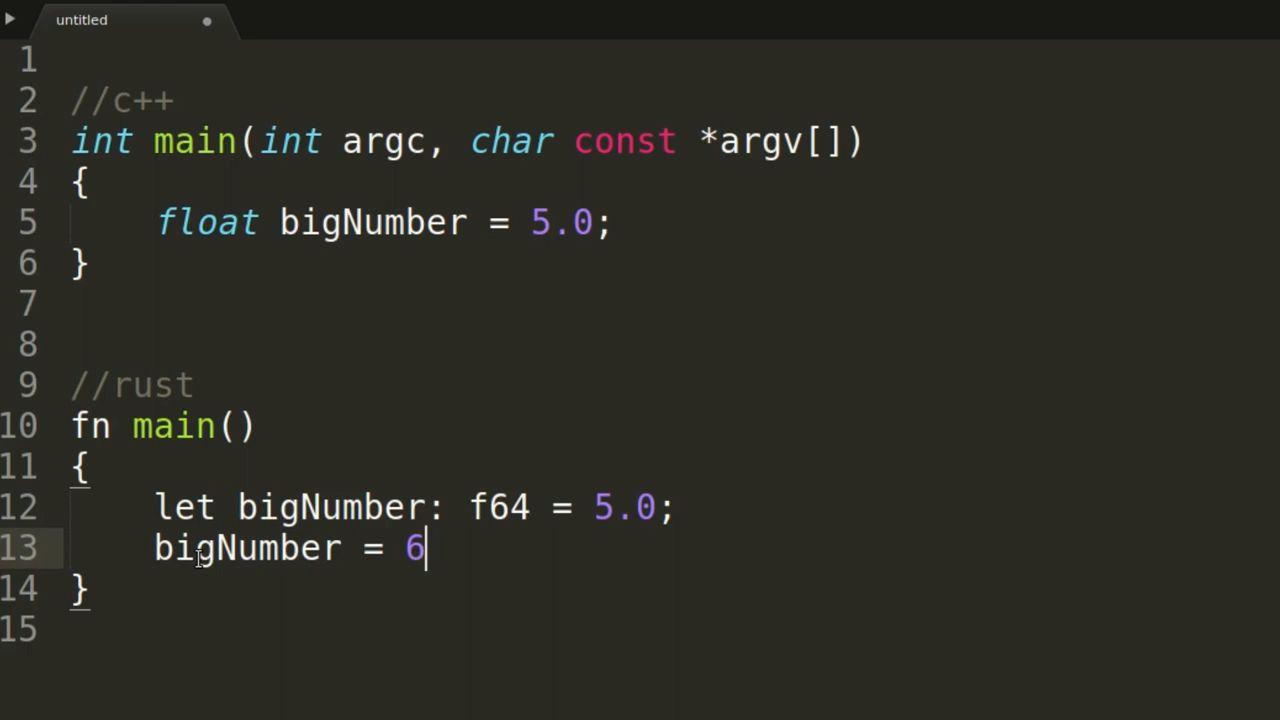 untitled
1
2 //c++
3 int main(int argc, char const *argv[])
4 {
5 float bigNumber = 5.0;
6 }
7
8
9 //rust
10 fn main()
11 {
12 let bigNumber: f64 = 5.0;
13 bigNumber = 6
14 }
15